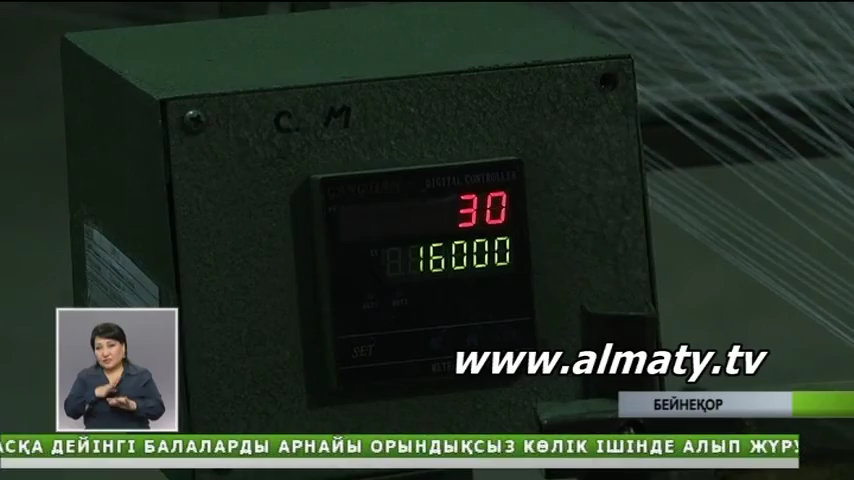 С. М
DIGITAL CONTROLLER
30
16000
SET
www.almaty.tv
БЕЙНЕҚОР
АСҚА ДЕЙІНГІ БАЛАЛАРДЫ АРНАЙЫ ОРЫНДЫҚСЫЗ КӨЛІК ІШІНДЕ АЛЫП ЖҮРУ